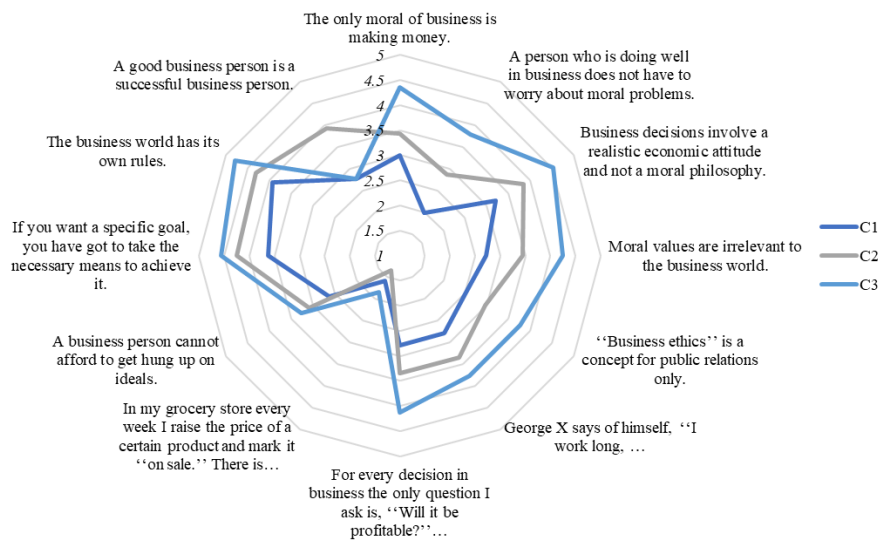 The only moral of business is
making money.
A person who is doing well
in business does not have to
worry about moral problems.
Business decisions involve a
realistic economic attitude
and not a moral philosophy.
Moral values are irrelevant to
the business world.
‘‘Business ethics’’ is a
concept for public relations
only.
George X says of himself, ‘‘I
work long, …
For every decision in
business the only question I
ask is, ‘‘Will it be
profitable?’’…
In my grocery store every
week I raise the price of a
certain product and mark it
‘‘on sale.’’ There is…
A business person cannot
afford to get hung up on
ideals.
If you want a specific goal,
you have got to take the
necessary means to achieve
it.
The business world has its
own rules.
A good business person is a
successful business person.
5
4.5
4
3.5
3
2.5
2
1.5
1
C1
C2
C3